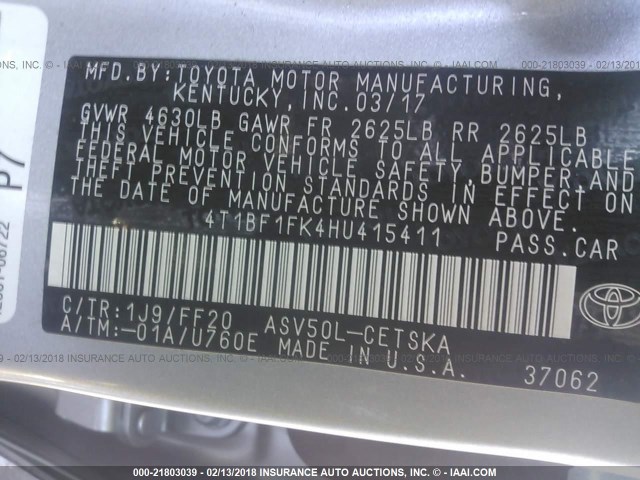 MFD.BY:TOYOTA MOTOR MANUFACTURING,
KENTUCKY, INC.03/17
GVWR 4630LB GAWR FR 2625LB RR 2625LB
THIS VEHICLE CONFORMS TO ALL APPLICABLE
FEDERAL MOTOR VEHICLE SAFETY,BUMPER,AND
THEFT PREVENTION STANDARDS IN EFFECT ON
THE DATE OF MANUFACTURE SHOWN ABOVE.
4T1BF1FK4HU415411 PASS.CAR
C/TR:1J9/FF20 ASV50L-CETSKA
A/TM:-01A/U760E MADE IN U.S.A.
37062
P7
000-21803039 - 02/13/2018 INSURANCE AUTO AUCTIONS, INC. - © - IAAI.COM